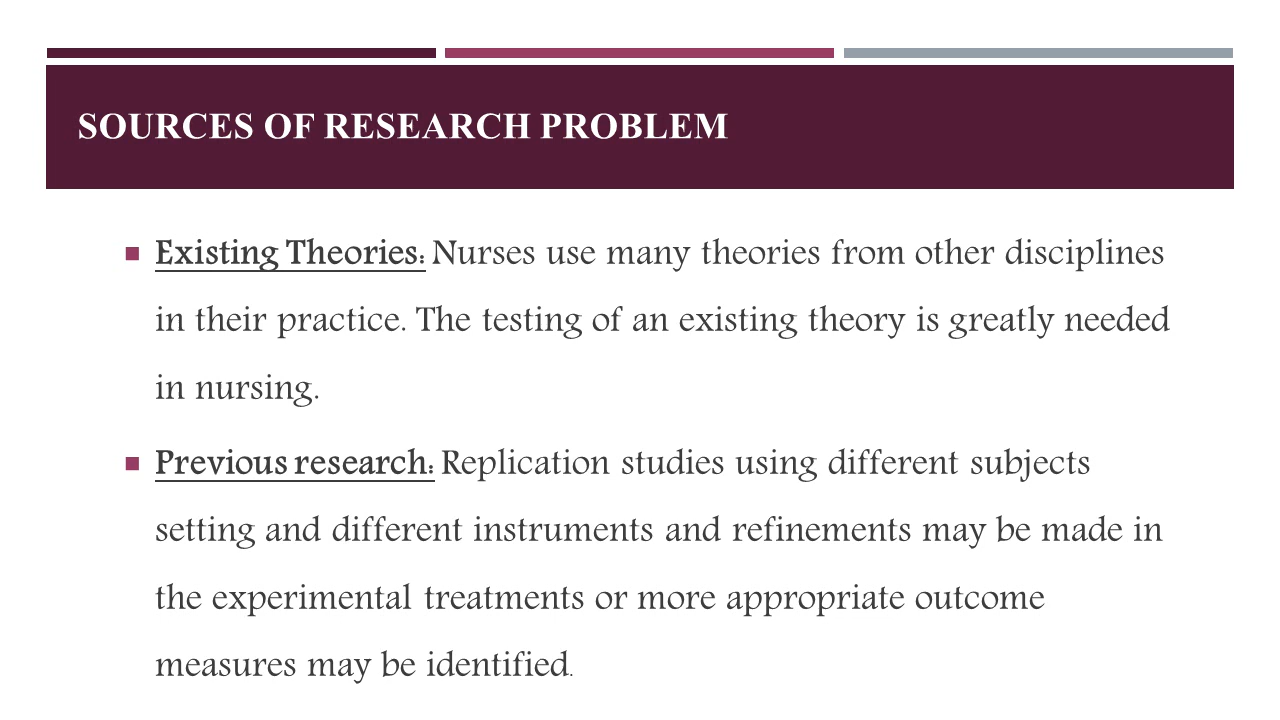 SOURCES OF RESEARCH PROBLEM
Existing Theories: Nurses use many theories from other disciplines
in their practice. The testing of an existing theory is greatly needed
in nursing.
Previous research: Replication studies using different subjects
setting and different instruments and refinements may be made in
the experimental treatments or more appropriate outcome
measures may be identified.